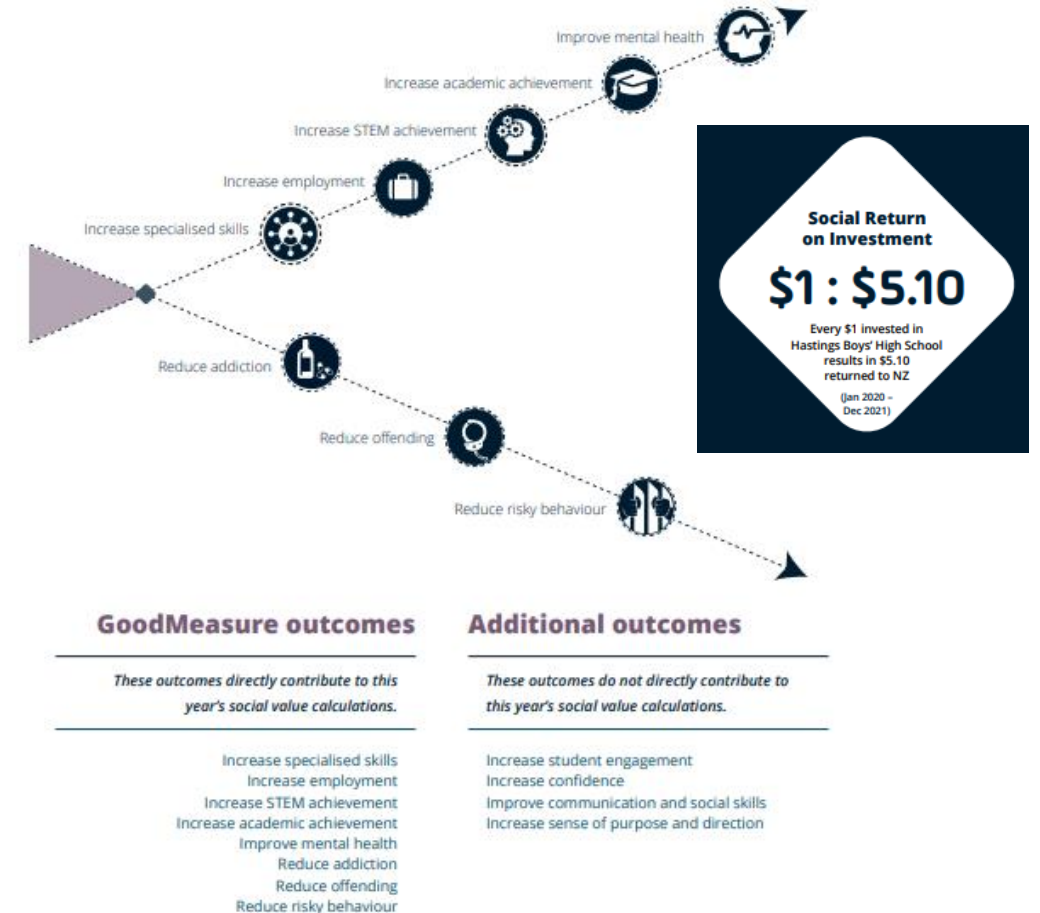 Improve mental health
Increase academic achievement
Increase STEM achievement
Increase employment
Increase specialised skills
Reduce addiction
Reduce offending
Reduce risky behaviour
Social Return
on Investment
$1 : $5.10
Every $1 invested in
Hastings Boys' High School
results in $5.10
returned to NZ
(Jan 2020 –
Dec 2021)
GoodMeasure outcomes
These outcomes directly contribute to this
year's social value calculations.
Increase specialised skills
Increase employment
Increase STEM achievement
Increase academic achievement
Improve mental health
Reduce addiction
Reduce offending
Reduce risky behaviour
Additional outcomes
These outcomes do not directly contribute to
this year's social value calculations.
Increase student engagement
Increase confidence
Improve communication and social skills
Increase sense of purpose and direction